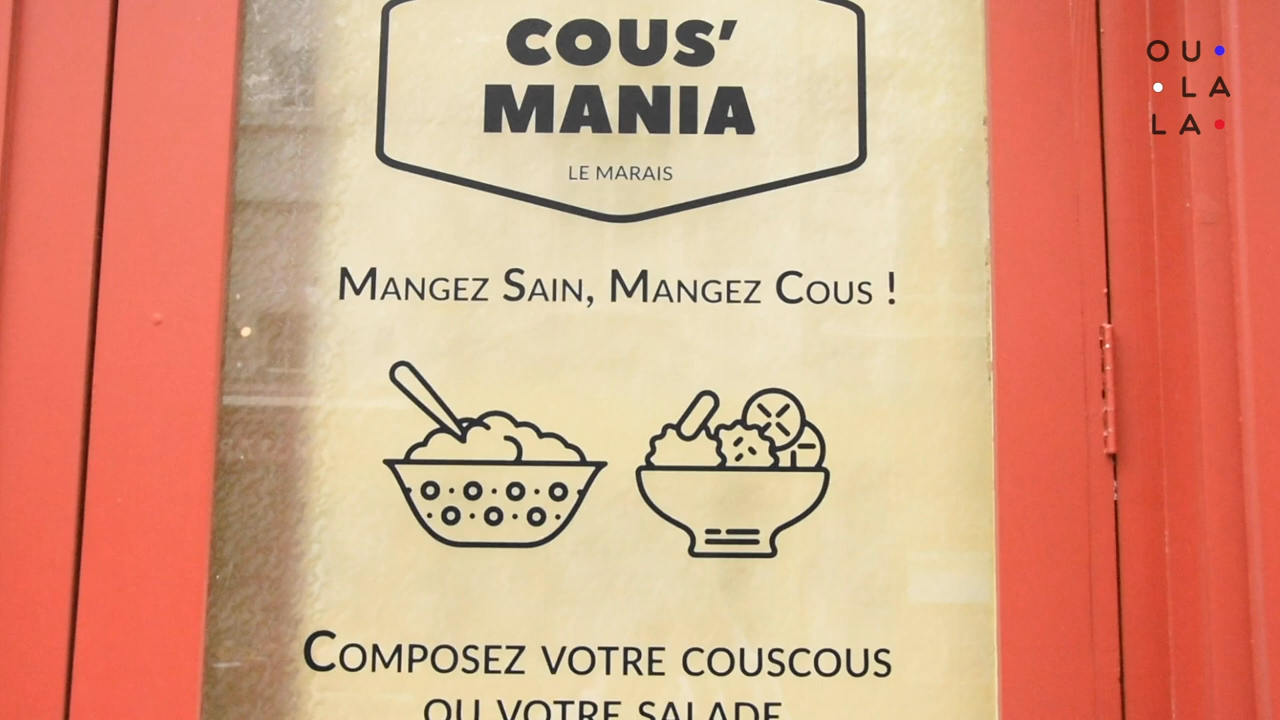 COUS'
MANIA
LE MARAIS
MANGEZ SAIN, MANGEZ COUS !
COMPOSEZ VOTRE COUSCOUS
OU VOTRE SALADE
OU
LA
LA